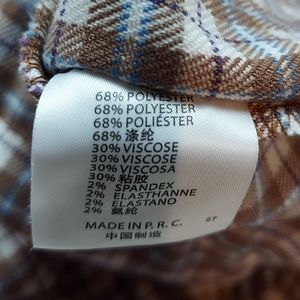 68% POLYESTER
68% POLYESTER
68% POLIÉSTER
68% 涤纶
30% VISCOSE
30% VISCOSE
30% VISCOSA
30% 粘胶
2% SPANDEX
2% ELASTHANNE
2% ELASTANO
2% 氨纶
MADE IN P. R. C. 27
中国制造